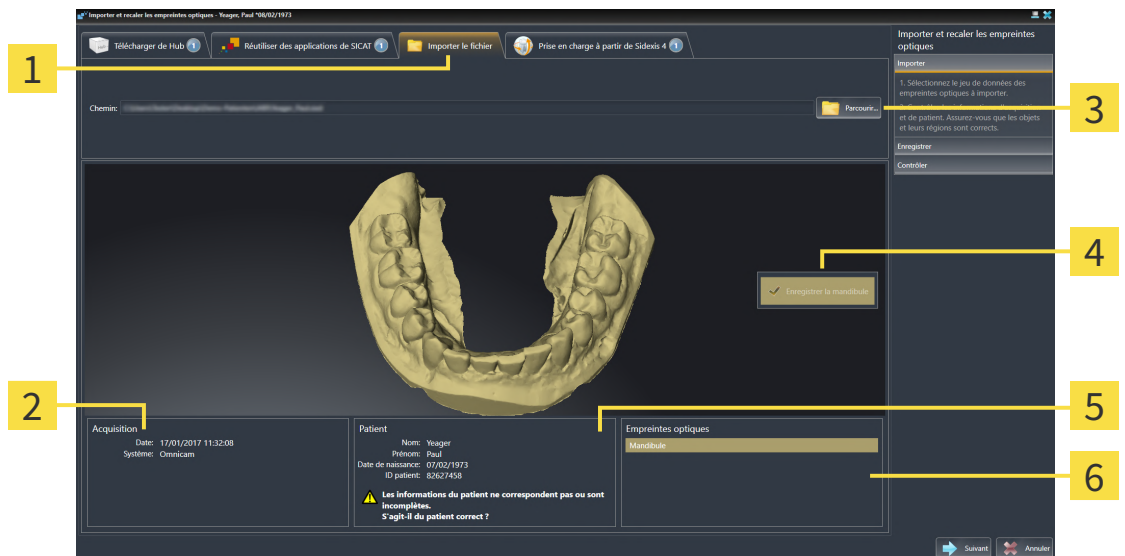 Importer et recaler les empreintes optiques - Yeager, Paul *08/02/1973
Télécharger de Hub 1
Réutiliser des applications de SICAT 1
Importer le fichier
Prise en charge à partir de Sidexis 4 1
Importer et recaler les empreintes
optiques
Importer
1. Sélectionnez le jeu de données des
empreintes optiques à importer.
et de patient. Assurez-vous que les objets
et leurs régions sont corrects.
Enregistrer
Contrôler
Chemin:
Parcourir...
Enregistrer la mandibule
Acquisition
Date: 17/01/2017 11:32:08
Système: Omnicam
Patient
Nom: Yeager
Prénom: Paul
Date de naissance: 07/02/1973
ID patient: 82627458
Les informations du patient ne correspondent pas ou sont
incomplètes.
S'agit-il du patient correct ?
Empreintes optiques
Mandibule
Suivant
Annuler
1
2
3
4
5
6